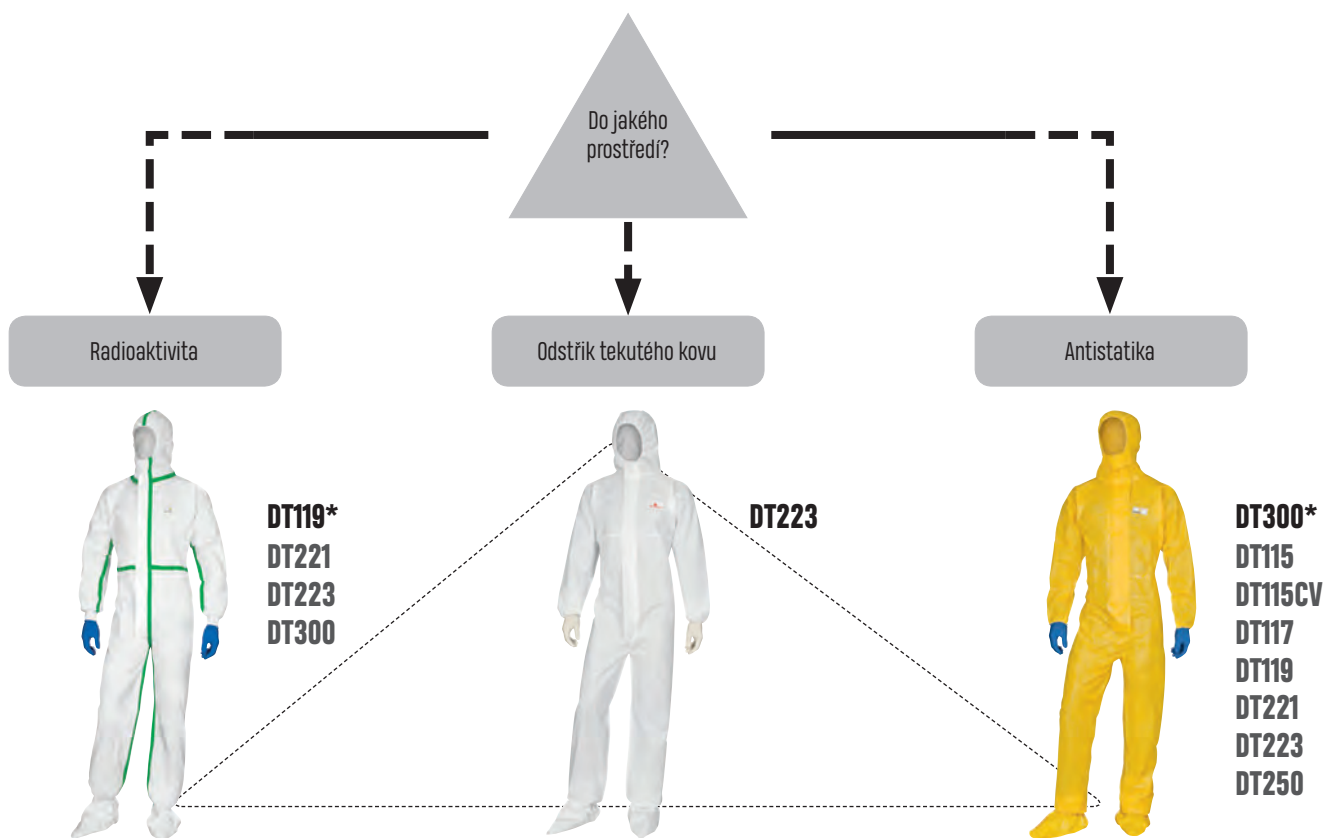 Do jakého
prostředí?
Radioaktivita
Odstřik tekutého kovu
Antistatika
DT119*
DT221
DT223
DT300
DT223
DT300*
DT115
DT115CV
DT117
DT119
DT221
DT223
DT250